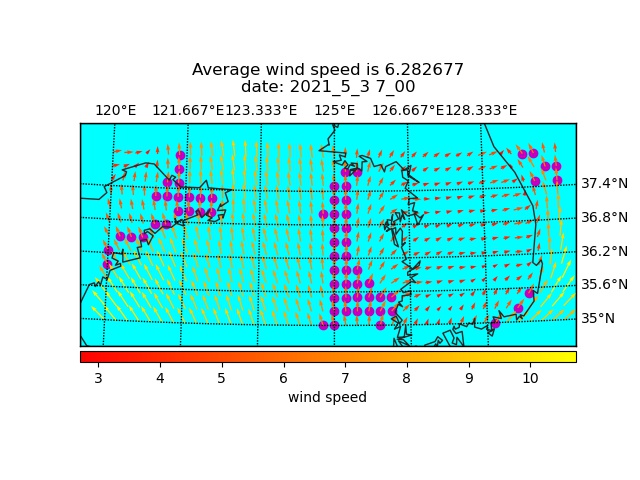 Average wind speed is 6.282677
date: 2021_5_3 7_00
120°E 121.667°E 123.333°E 125°E 126.667°E 128.333°E
37.4°N
36.8°N
36.2°N
35.6°N
35°N
3 4 5 6 7 8 9 10
wind speed